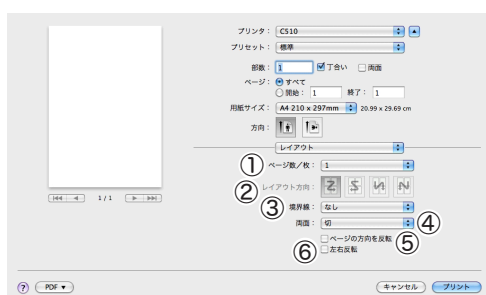 プリンタ： C510
プリセット： 標準
部数： 1 丁合い 両面
ページ： すべて
開始： 1 終了： 1
用紙サイズ： A4 210 x 297mm 20.99 x 29.69 cm
方向：
レイアウト
① ページ数/枚： 1
② レイアウト方向：
③ 境界線： なし
両面： 切 ④
ページの方向を反転 ⑤
⑥ 左右反転
1 / 1
? PDF ▼ キャンセル プリント